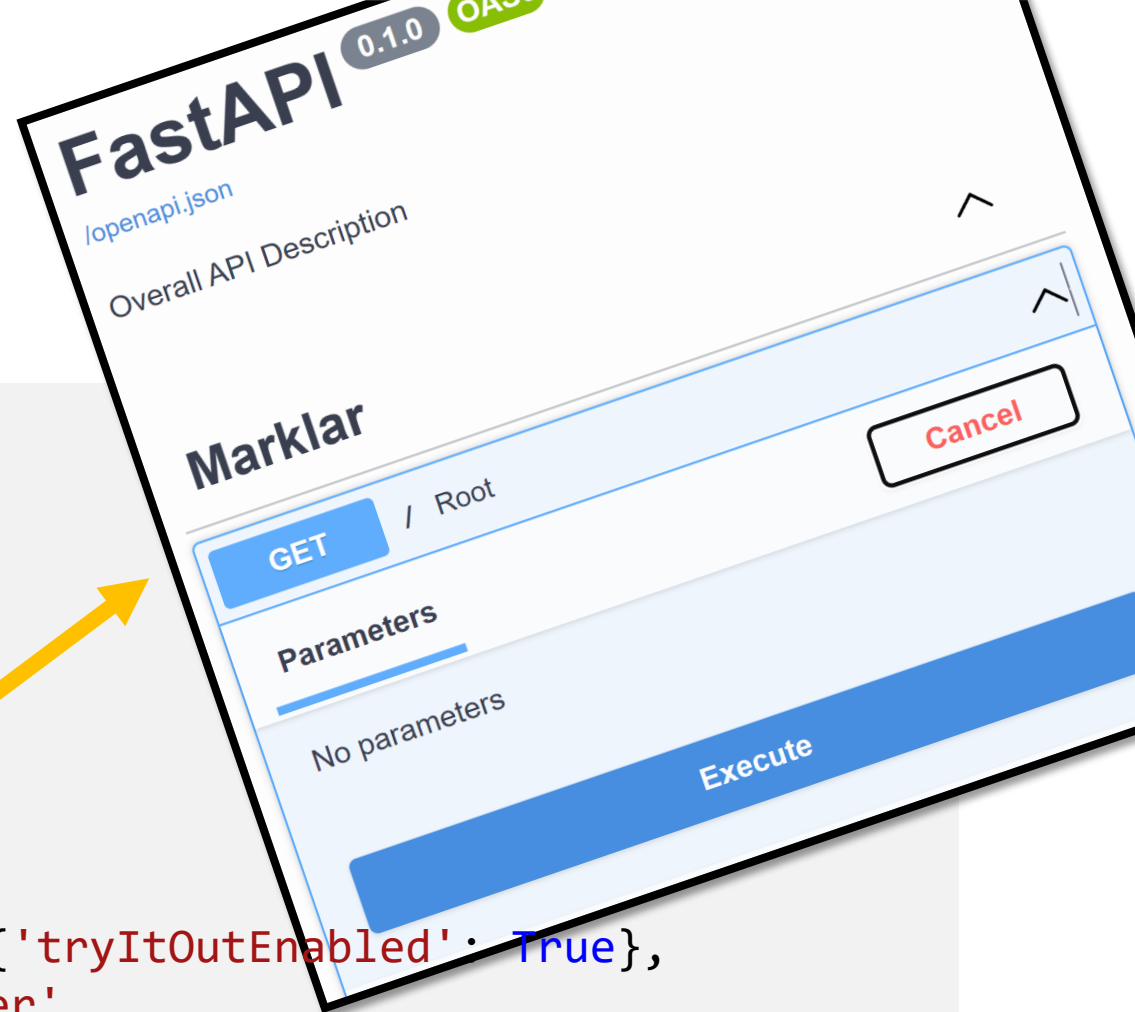 FastAPI 0.1.0
/openapi.json
Overall API Description
Marklar
GET / Root
Cancel
Parameters
No parameters
Execute
{'tryItOutEnabled': True},